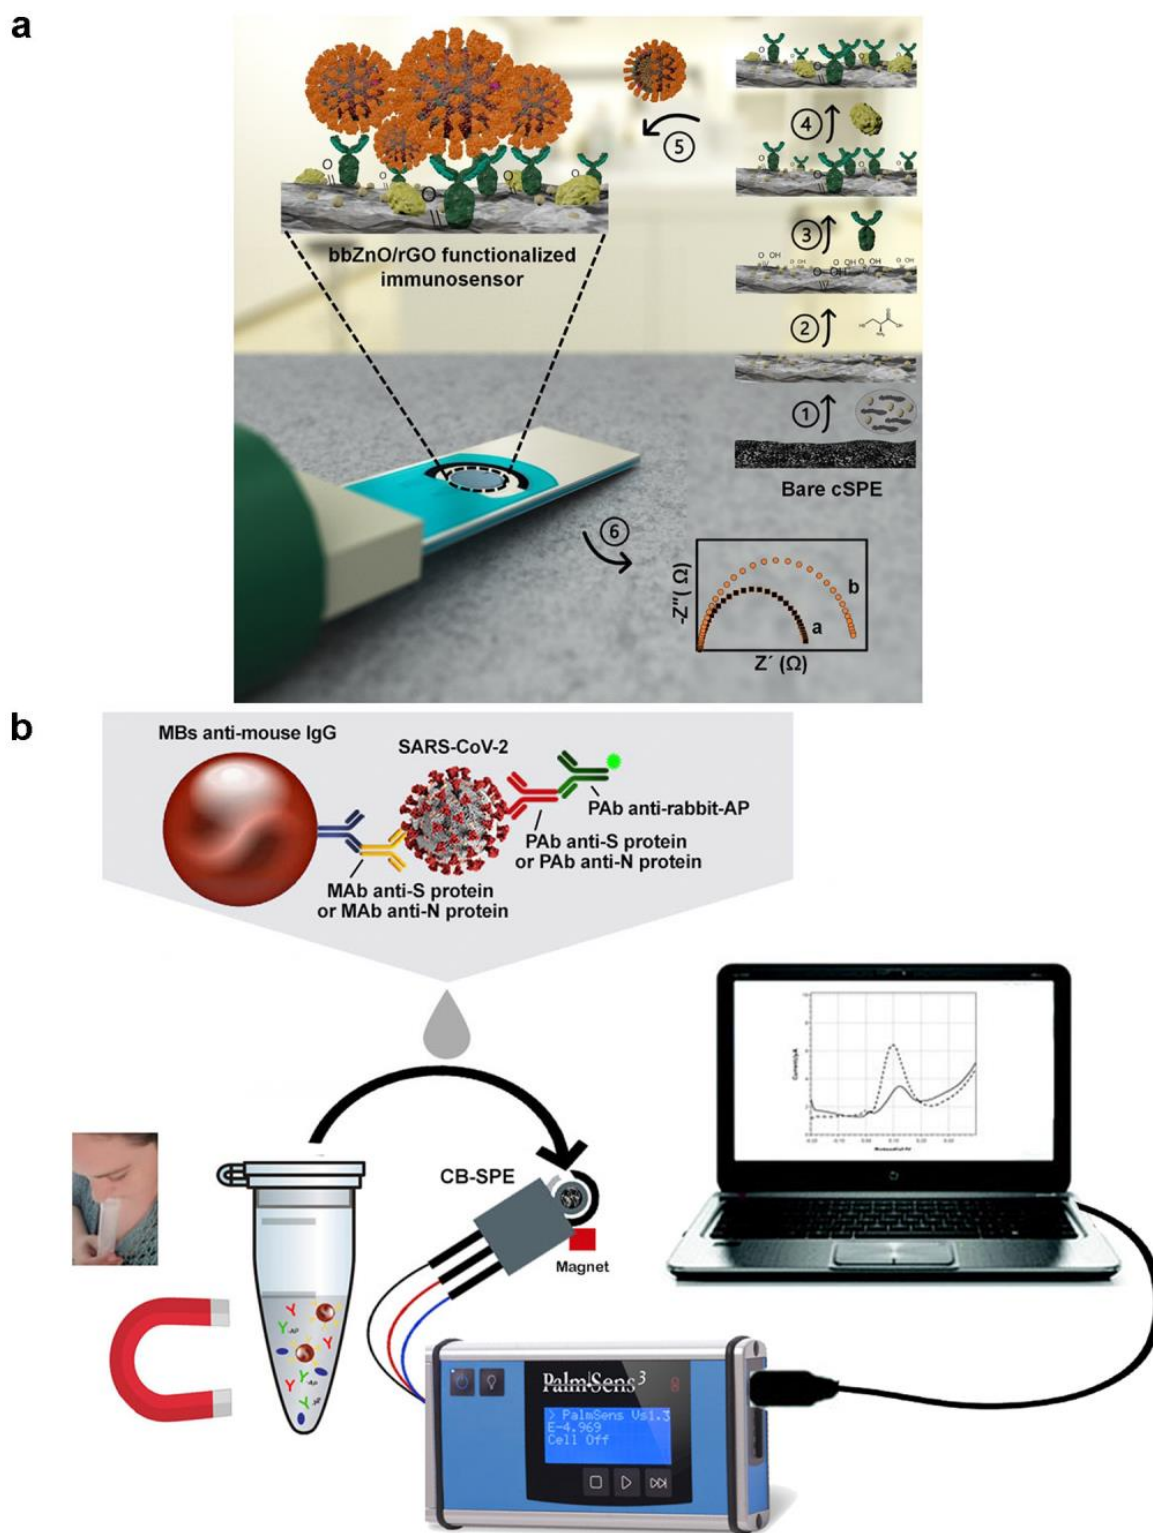 a
4
5
bbZnO/rGO functionalized
immunosensor
3
2
1
Bare cSPE
6
-Z"( Ω)
b
a
Z´ (Ω)
b
MBs anti-mouse IgG
SARS-CoV-2
PAb anti-rabbit-AP
PAb anti-S protein
or PAb anti-N protein
MAb anti-S protein
or MAb anti-N protein
CB-SPE
Magnet
PalmSens³
> PalmSens Vs1.3
E-4.969
Cell Off